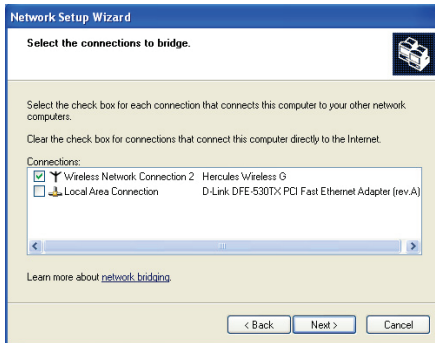 Network Setup Wizard
Select the connections to bridge.
Select the check box for each connection that connects this computer to your other network
computers.
Clear the check box for connections that connect this computer directly to the Internet.
Connections:
Wireless Network Connection 2 Hercules Wireless G
Local Area Connection D-Link DFE-530TX PCI Fast Ethernet Adapter (rev.A)
Learn more about network bridging.
< Back Next > Cancel